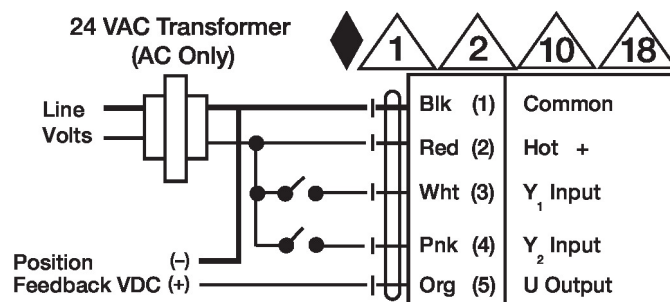 24 VAC Transformer
(AC Only)
1 2 10 18
Line
Volts
Blk (1) Common
Red (2) Hot +
Wht (3) Y1 Input
Pnk (4) Y2 Input
Position (-)
Feedback VDC (+)
Org (5) U Output